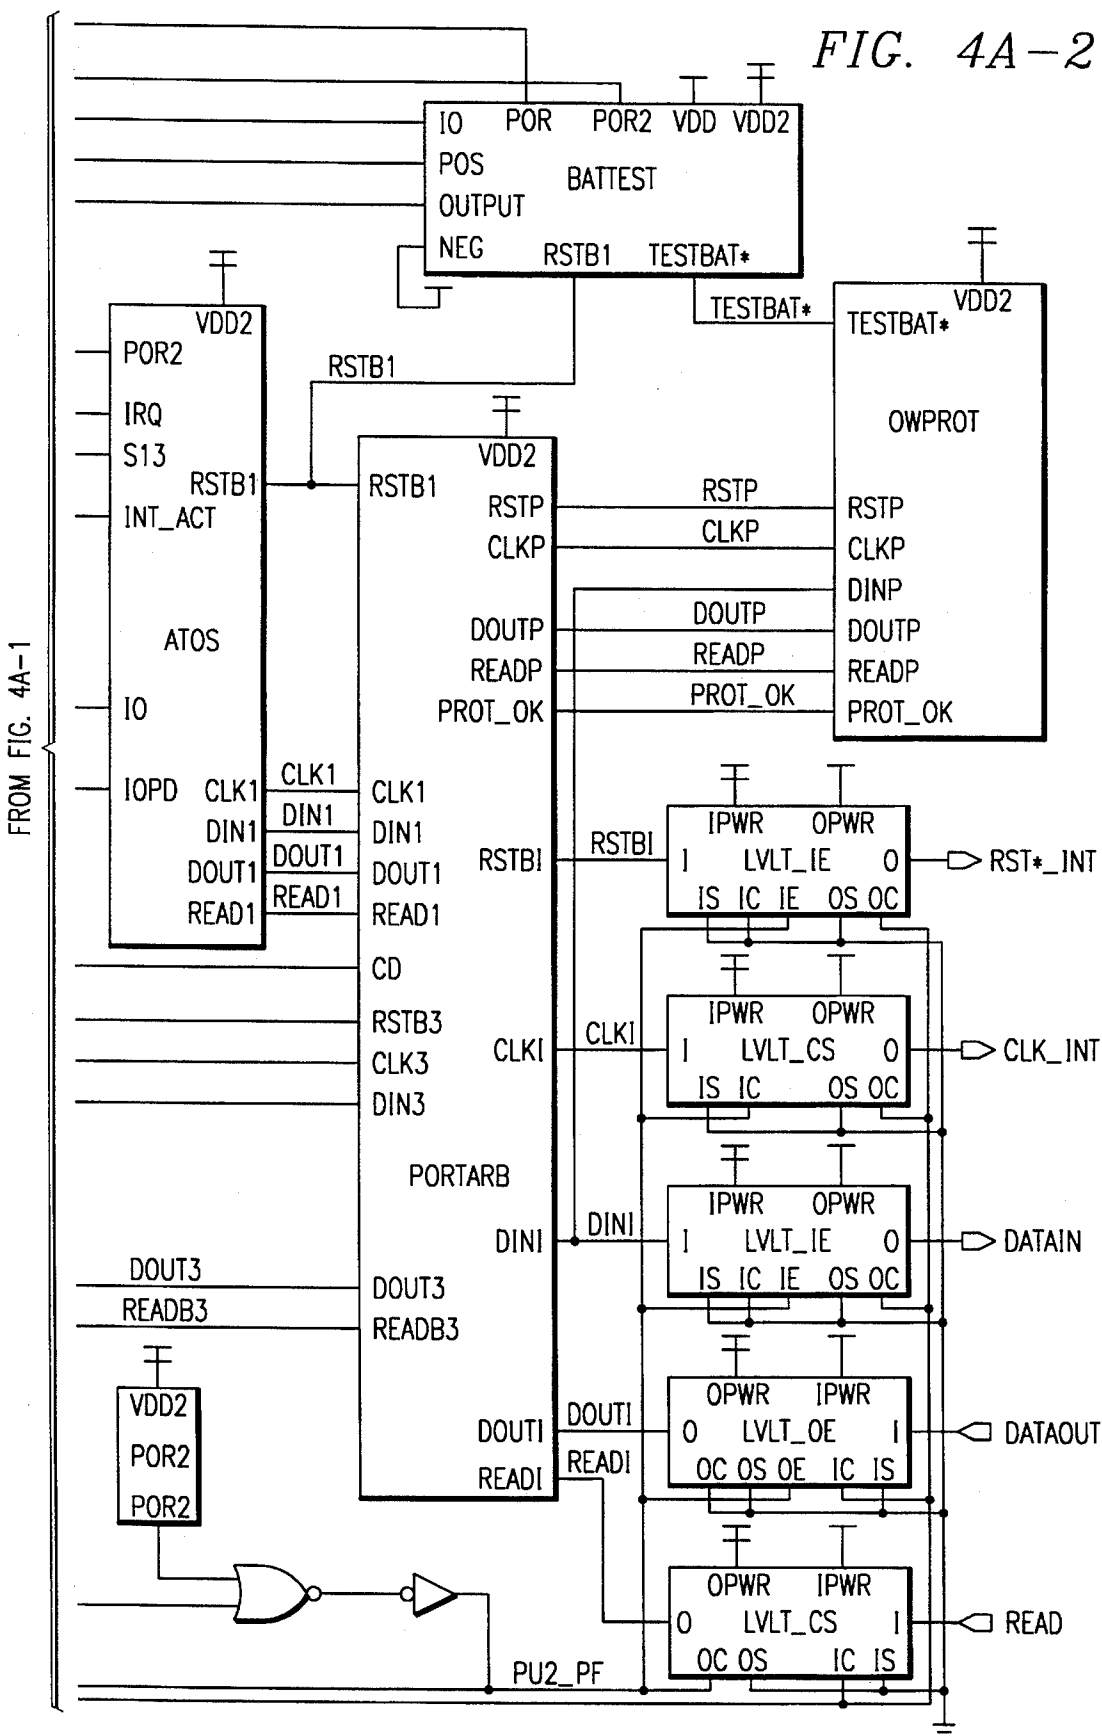 FIG. 4A-2
FROM FIG. 4A-1
IO POR POR2 VDD VDD2
POS
BATTEST
OUTPUT
NEG
RSTB1 TESTBAT*
TESTBAT*
VDD2
TESTBAT*
OWPROT
RSTP
CLKP
DINP
DOUTP
READP
PROT_OK
VDD2
POR2
IRQ
S13
RSTB1
INT_ACT
ATOS
IO
IOPD
CLK1
DIN1
DOUT1
READ1
RSTB1
CLK1
DIN1
DOUT1
READ1
VDD2
RSTB1
RSTP
CLKP
DOUTP
READP
PROT_OK
CLK1
DIN1
DOUT1
READ1
RSTBI
CD
RSTB3
CLK3
DIN3
CLKI
PORTARB
DINI
DOUT3
READB3
DOUTI
READI
RSTP
CLKP
DOUTP
READP
PROT_OK
DOUT3
READB3
RSTBI
IPWR OPWR
I LVLT_IE O
IS IC IE OS OC
RST*_INT
CLKI
IPWR OPWR
I LVLT_CS O
IS IC OS OC
CLK_INT
DINI
IPWR OPWR
I LVLT_IE O
IS IC IE OS OC
DATAIN
DOUTI
OPWR IPWR
O LVLT_OE I
OC OS OE IC IS
DATAOUT
READI
OPWR IPWR
O LVLT_CS I
OC OS IC IS
READ
VDD2
POR2
POR2
PU2_PF